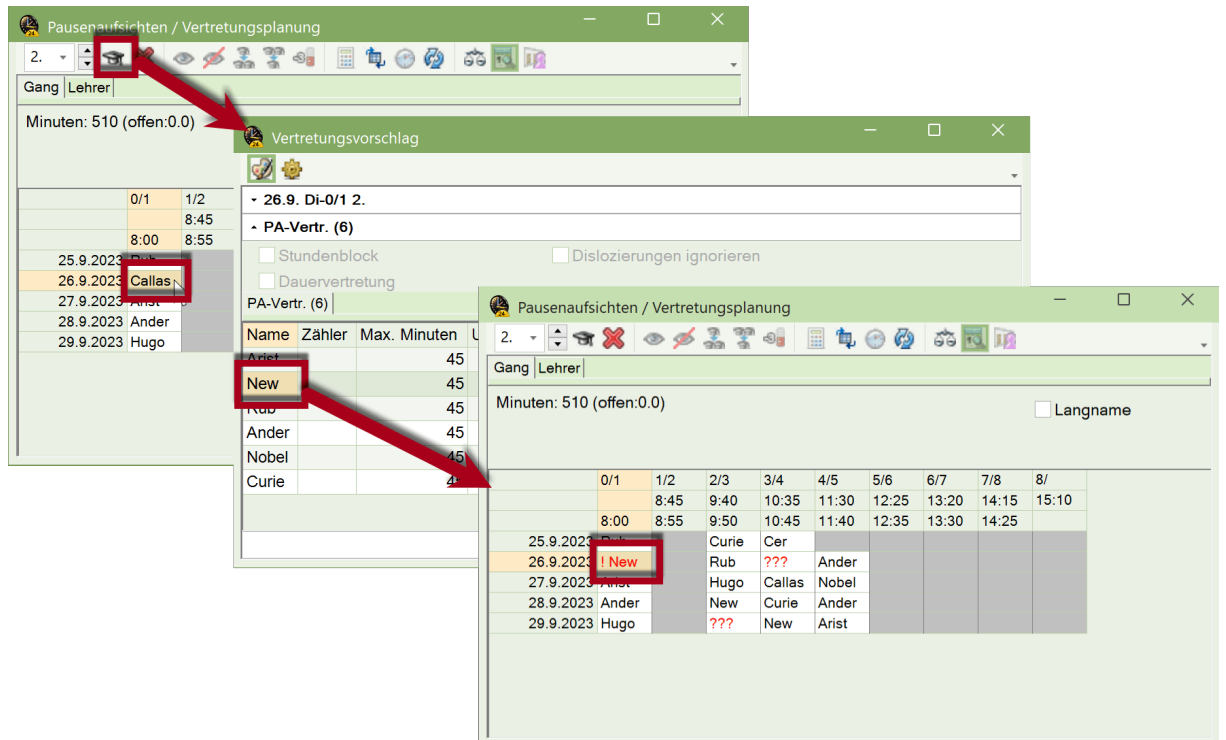 Pausenaufsichten / Vertretungsplanung
2.
Gang Lehrer
Minuten: 510 (offen:0.0)
0/1 1/2
8:45
8:00 8:55
25.9.2023 Rub
26.9.2023 Callas
27.9.2023 Arist
28.9.2023 Ander
29.9.2023 Hugo
Vertretungsvorschlag
26.9. Di-0/1 2.
PA-Vertr. (6)
Stundenblock Dislozierungen ignorieren
Dauervertretung
PA-Vertr. (6)
Name Zähler Max. Minuten
Arist 45
New 45
Rub 45
Ander 45
Nobel 45
Curie
Pausenaufsichten / Vertretungsplanung
2.
Gang Lehrer
Minuten: 510 (offen:0.0) Langname
0/1 1/2 2/3 3/4 4/5 5/6 6/7 7/8 8/
8:45 9:40 10:35 11:30 12:25 13:20 14:15 15:10
8:00 8:55 9:50 10:45 11:40 12:35 13:30 14:25
25.9.2023 Rub Curie Cer
26.9.2023 ! New Rub ??? Ander
27.9.2023 Arist Hugo Callas Nobel
28.9.2023 Ander New Curie Ander
29.9.2023 Hugo ??? New Arist